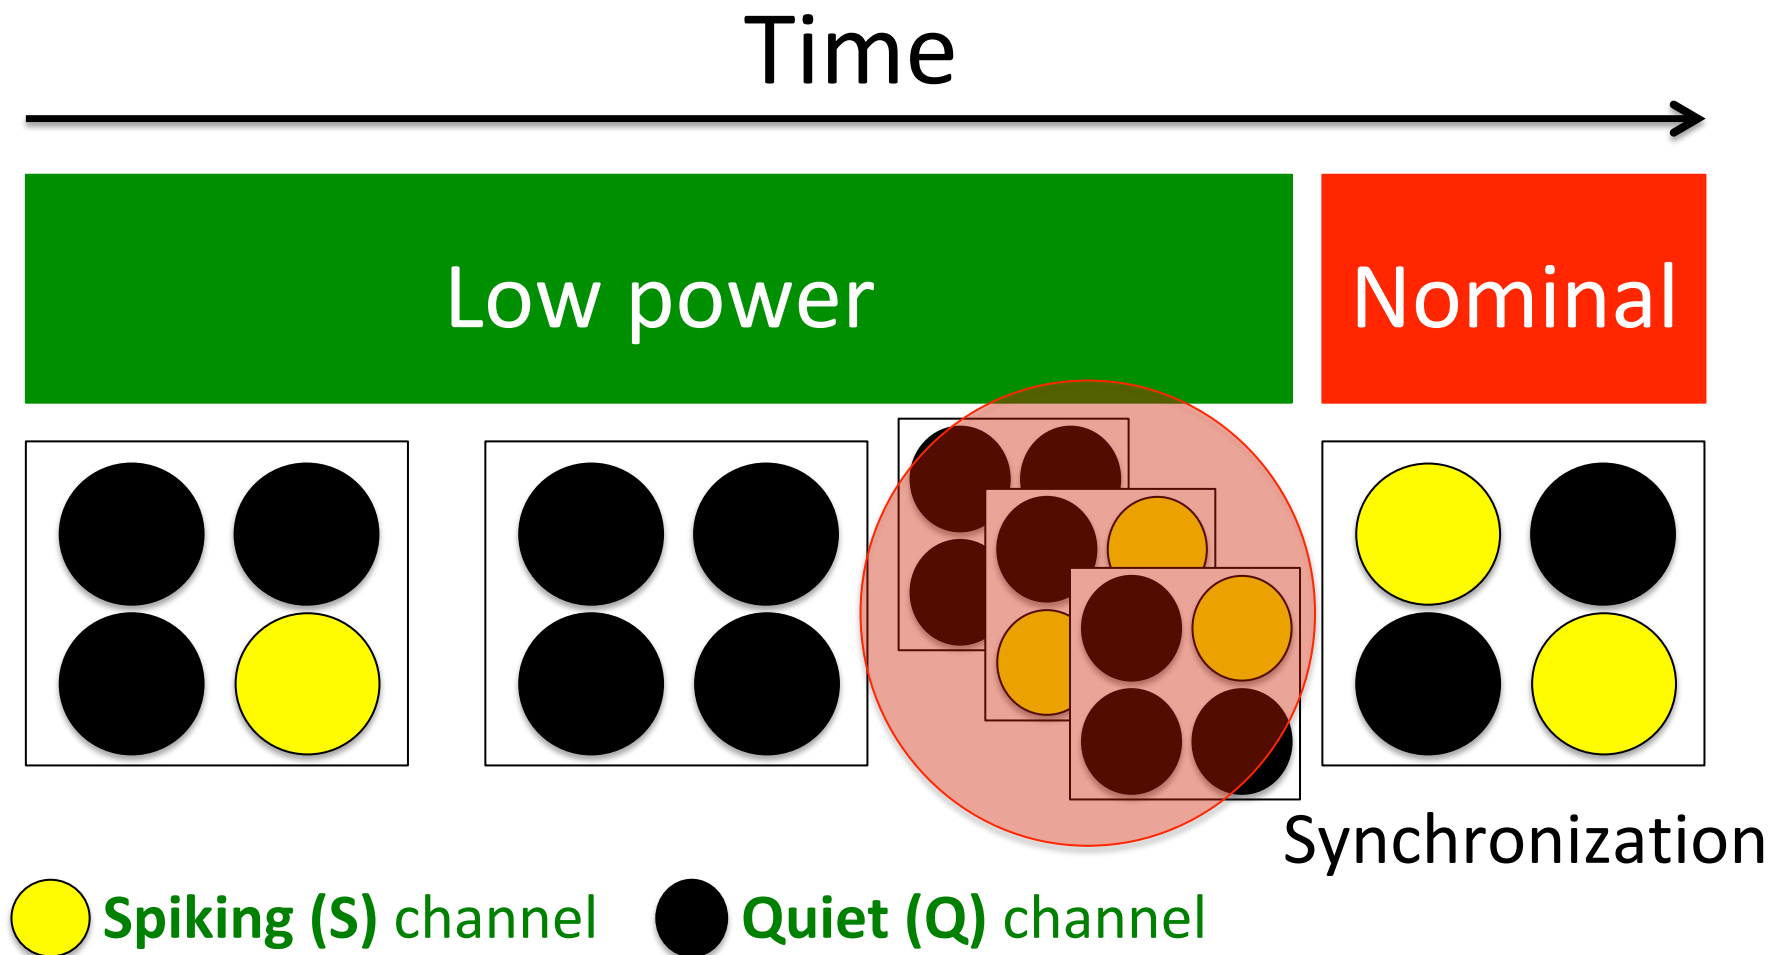 Time
Low power
Nominal
Synchronization
Spiking (S) channel
Quiet (Q) channel